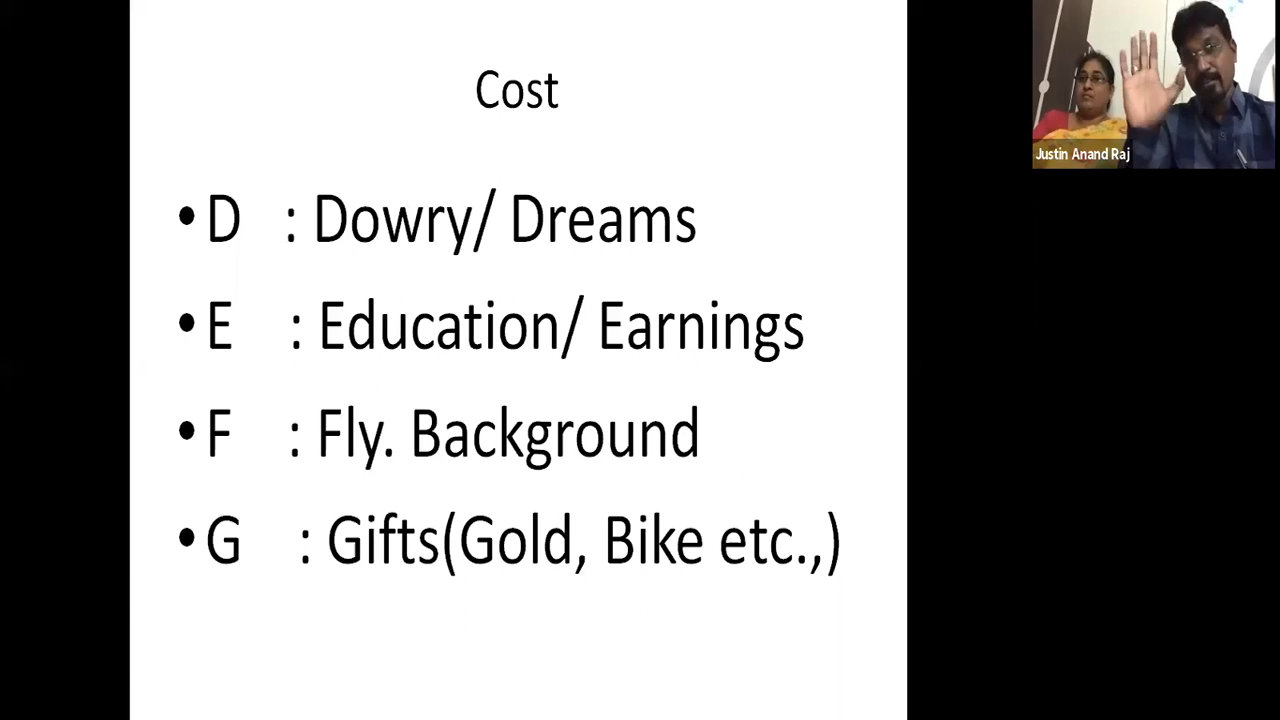 Cost
• D : Dowry/ Dreams
• E : Education/ Earnings
• F : Fly. Background
• G : Gifts(Gold, Bike etc.,)
Justin Anand Raj